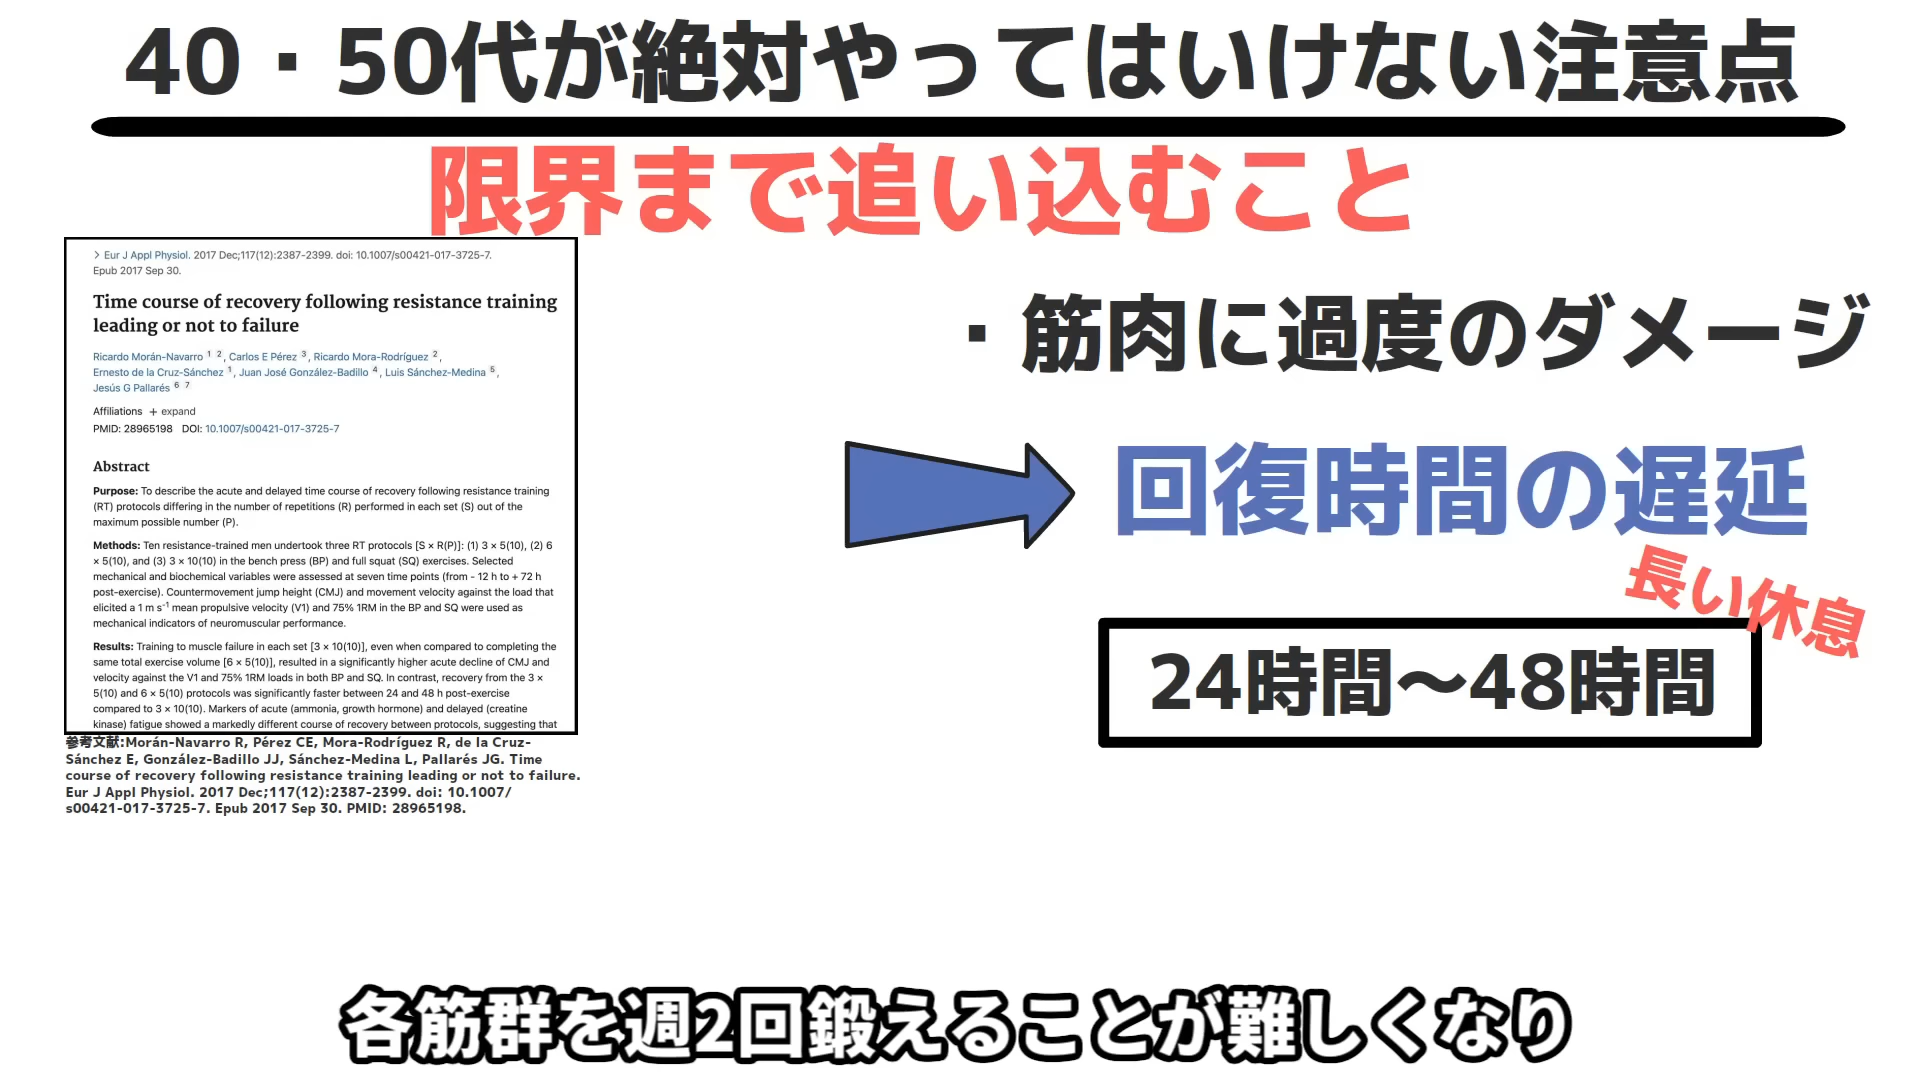 40・50代が絶対やってはいけない注意点
限界まで追い込むこと
> Eur J Appl Physiol. 2017 Dec;117(12):2387-2399. doi: 10.1007/s00421-017-3725-7.
Epub 2017 Sep 30.
Time course of recovery following resistance training
leading or not to failure
Ricardo Morán-Navarro 1 2, Carlos E Pérez 3, Ricardo Mora-Rodríguez 2,
Ernesto de la Cruz-Sánchez 1, Juan José González-Badillo 4, Luis Sánchez-Medina 5,
Jesús G Pallarés 6 7
Affiliations + expand
PMID: 28965198 DOI: 10.1007/s00421-017-3725-7
Abstract
Purpose: To describe the acute and delayed time course of recovery following resistance training
(RT) protocols differing in the number of repetitions (R) performed in each set (S) out of the
maximum possible number (P).
Methods: Ten resistance-trained men undertook three RT protocols [S × R(P)]: (1) 3 × 5(10), (2) 6
× 5(10), and (3) 3 × 10(10) in the bench press (BP) and full squat (SQ) exercises. Selected
mechanical and biochemical variables were assessed at seven time points (from - 12 h to + 72 h
post-exercise). Countermovement jump height (CMJ) and movement velocity against the load that
elicited a 1 m s-1 mean propulsive velocity (V1) and 75% 1RM in the BP and SQ were used as
mechanical indicators of neuromuscular performance.
Results: Training to muscle failure in each set [3 × 10(10)], even when compared to completing the
same total exercise volume [6 × 5(10)], resulted in a significantly higher acute decline of CMJ and
velocity against the V1 and 75% 1RM loads in both BP and SQ. In contrast, recovery from the 3 ×
5(10) and 6 × 5(10) protocols was significantly faster between 24 and 48 h post-exercise
compared to 3 × 10(10). Markers of acute (ammonia, growth hormone) and delayed (creatine
kinase) fatigue showed a markedly different course of recovery between protocols, suggesting that
参考文献:Morán-Navarro R, Pérez CE, Mora-Rodríguez R, de la Cruz-
Sánchez E, González-Badillo JJ, Sánchez-Medina L, Pallarés JG. Time
course of recovery following resistance training leading or not to failure.
Eur J Appl Physiol. 2017 Dec;117(12):2387-2399. doi: 10.1007/
s00421-017-3725-7. Epub 2017 Sep 30. PMID: 28965198.
・筋肉に過度のダメージ
回復時間の遅延
長い休息
24時間～48時間
各筋群を週2回鍛えることが難しくなり